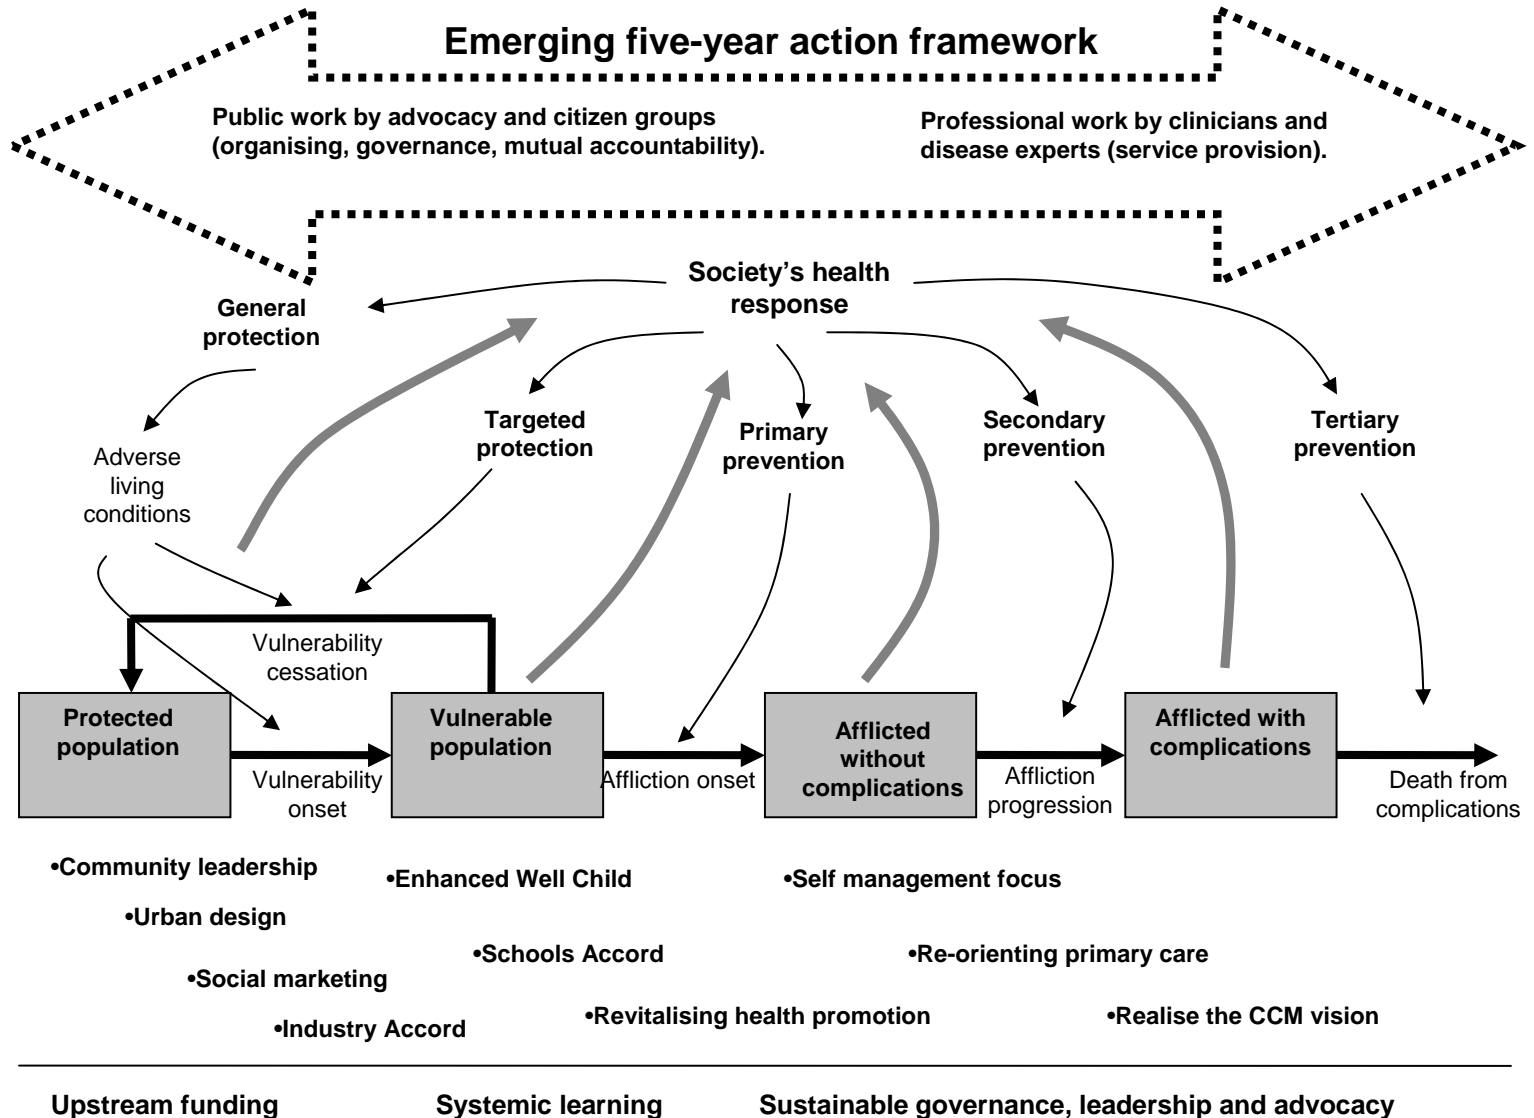 Emerging five-year action framework
Public work by advocacy and citizen groups
(organising, governance, mutual accountability).
Professional work by clinicians and
disease experts (service provision).
Society’s health
response
General
protection
Targeted
protection
Primary
prevention
Secondary
prevention
Tertiary
prevention
Adverse
living
conditions
Vulnerability
cessation
Protected
population
Vulnerability
onset
Vulnerable
population
Affliction onset
Afflicted
without
complications
Affliction
progression
Afflicted with
complications
Death from
complications
•Community leadership
•Urban design
•Social marketing
•Industry Accord
•Enhanced Well Child
•Schools Accord
•Revitalising health promotion
•Self management focus
•Re-orienting primary care
•Realise the CCM vision
Upstream funding
Systemic learning
Sustainable governance, leadership and advocacy